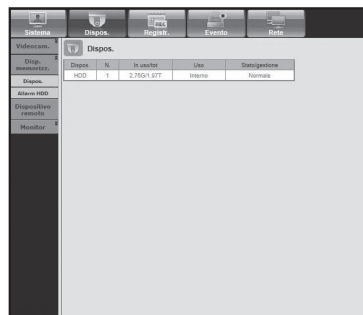 Sistema Dispos. Registr. Evento Rete
Videocam.
Disp. memorizz.
Dispos.
Allarm HDD
Dispositivo remoto
Monitor
Dispos.
Dispos. N. In uso/tot Uso Stato/gestione
HDD 1 2,75G/1.97T Interno Normale